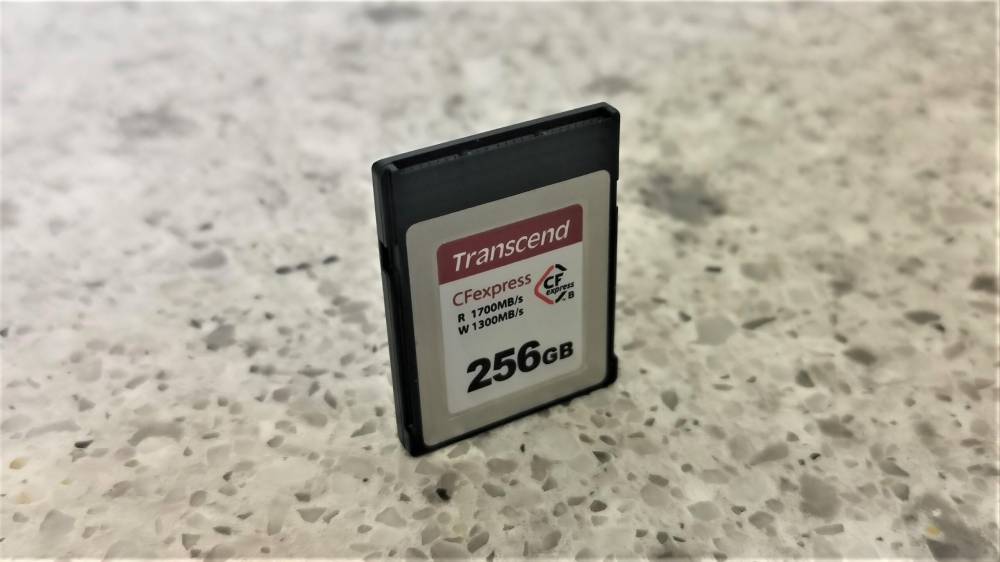 Transcend
CFexpress
CF
express
B
R 1700MB/s
W 1300MB/s
256GB